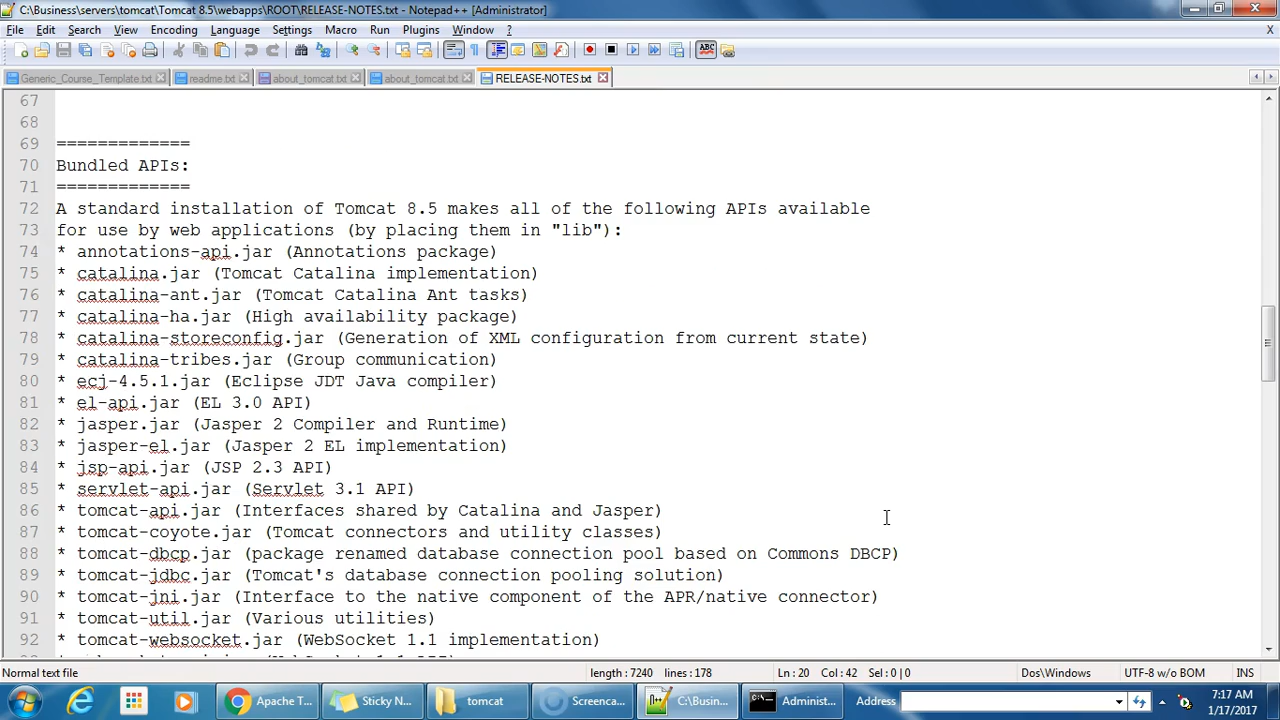 C:\Business\servers\tomcat\Tomcat 8.5\webapps\ROOT\RELEASE-NOTES.txt - Notepad++ [Administrator]
File Edit Search View Encoding Language Settings Macro Run Plugins Window ? X
Generic_Course_Template.txt readme.txt about_tomcat.txt about_tomcat.txt RELEASE-NOTES.txt
67
68
69 =============
70 Bundled APIs:
71 =============
72 A standard installation of Tomcat 8.5 makes all of the following APIs available
73 for use by web applications (by placing them in "lib"):
74 * annotations-api.jar (Annotations package)
75 * catalina.jar (Tomcat Catalina implementation)
76 * catalina-ant.jar (Tomcat Catalina Ant tasks)
77 * catalina-ha.jar (High availability package)
78 * catalina-storeconfig.jar (Generation of XML configuration from current state)
79 * catalina-tribes.jar (Group communication)
80 * ecj-4.5.1.jar (Eclipse JDT Java compiler)
81 * el-api.jar (EL 3.0 API)
82 * jasper.jar (Jasper 2 Compiler and Runtime)
83 * jasper-el.jar (Jasper 2 EL implementation)
84 * jsp-api.jar (JSP 2.3 API)
85 * servlet-api.jar (Servlet 3.1 API)
86 * tomcat-api.jar (Interfaces shared by Catalina and Jasper)
87 * tomcat-coyote.jar (Tomcat connectors and utility classes)
88 * tomcat-dbcp.jar (package renamed database connection pool based on Commons DBCP)
89 * tomcat-jdbc.jar (Tomcat's database connection pooling solution)
90 * tomcat-jni.jar (Interface to the native component of the APR/native connector)
91 * tomcat-util.jar (Various utilities)
92 * tomcat-websocket.jar (WebSocket 1.1 implementation)
Normal text file length : 7240 lines : 178 Ln : 20 Col : 42 Sel : 0 | 0 Dos\Windows UTF-8 w/o BOM INS
Apache T... Sticky N... tomcat Screenca... C:\Busin... Administ... Address 7:17 AM
1/17/2017